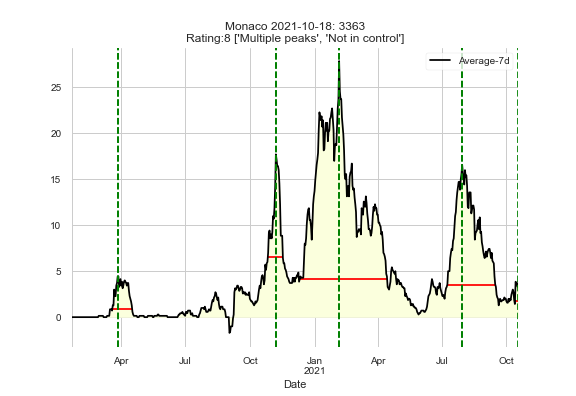 Monaco 2021-10-18: 3363
Rating:8 ['Multiple peaks', 'Not in control']
Average-7d
25
20
15
10
5
0
Apr Jul Oct Jan Apr Jul Oct
2021
Date